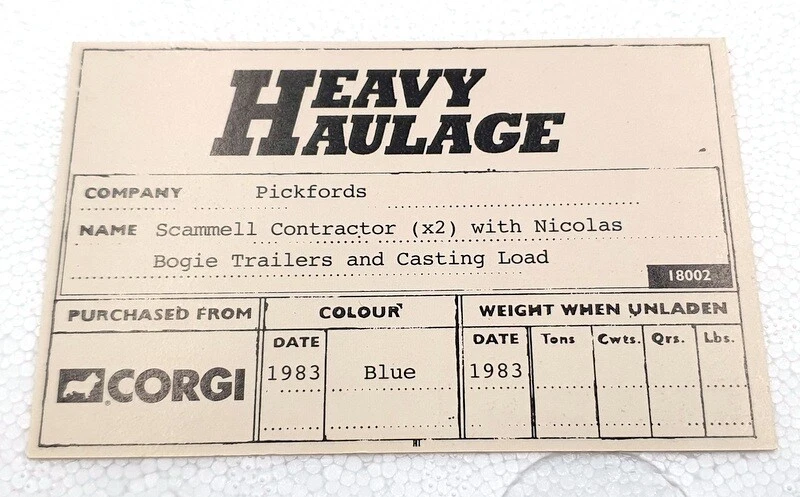 HEAVY
HAULAGE
COMPANY Pickfords
NAME Scammell Contractor (x2) with Nicolas
Bogie Trailers and Casting Load
18002
PURCHASED FROM COLOUR WEIGHT WHEN UNLADEN
DATE DATE Tons Cwts. Qrs. Lbs.
CORGI 1983 Blue 1983